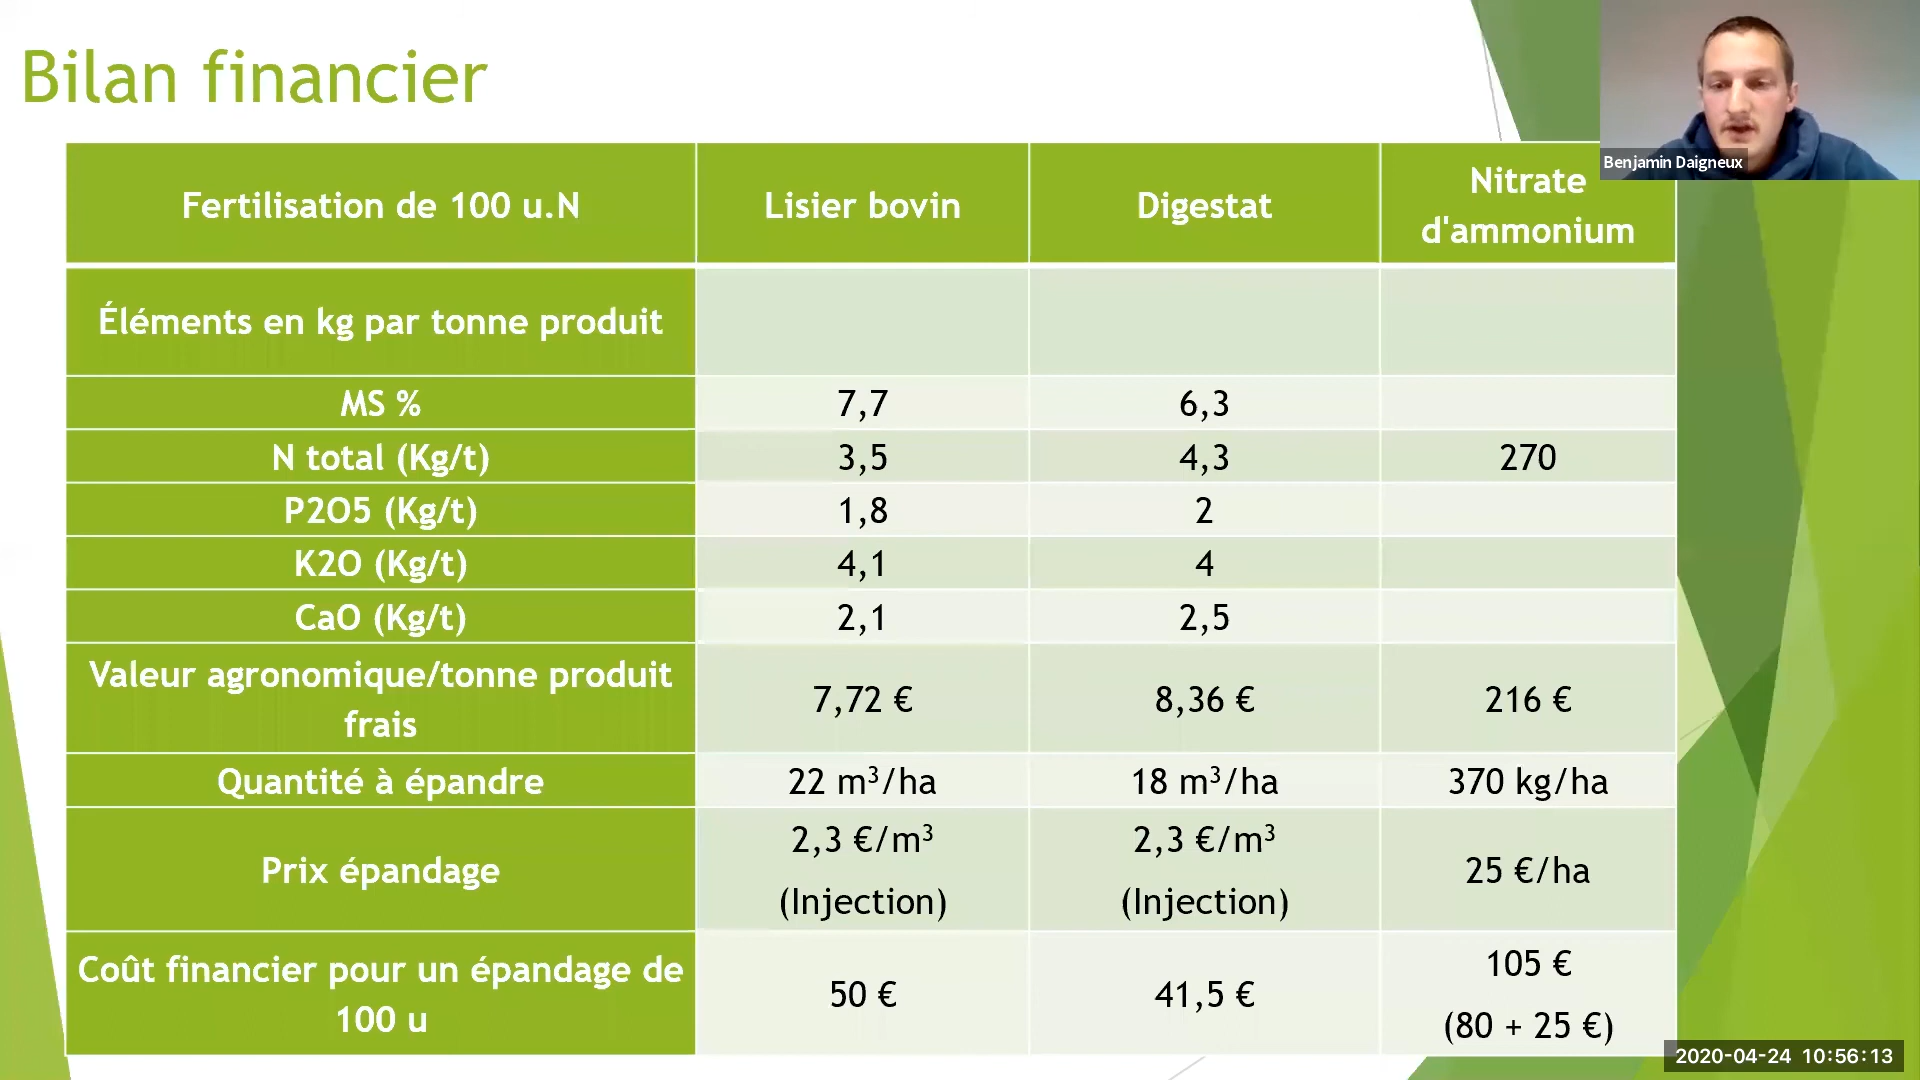 Bilan financier
Benjamin Daigneux
Fertilisation de 100 u.N
Lisier bovin
Digestat
Nitrate
d'ammonium
Éléments en kg par tonne produit
MS %
7,7
6,3
N total (Kg/t)
3,5
4,3
270
P2O5 (Kg/t)
1,8
2
K2O (Kg/t)
4,1
4
CaO (Kg/t)
2,1
2,5
Valeur agronomique/tonne produit
frais
7,72 €
8,36 €
216 €
Quantité à épandre
22 m³/ha
18 m³/ha
370 kg/ha
Prix épandage
2,3 €/m³
(Injection)
2,3 €/m³
(Injection)
25 €/ha
Coût financier pour un épandage de
100 u
50 €
41,5 €
105 €
(80 + 25 €)
2020-04-24 10:56:13